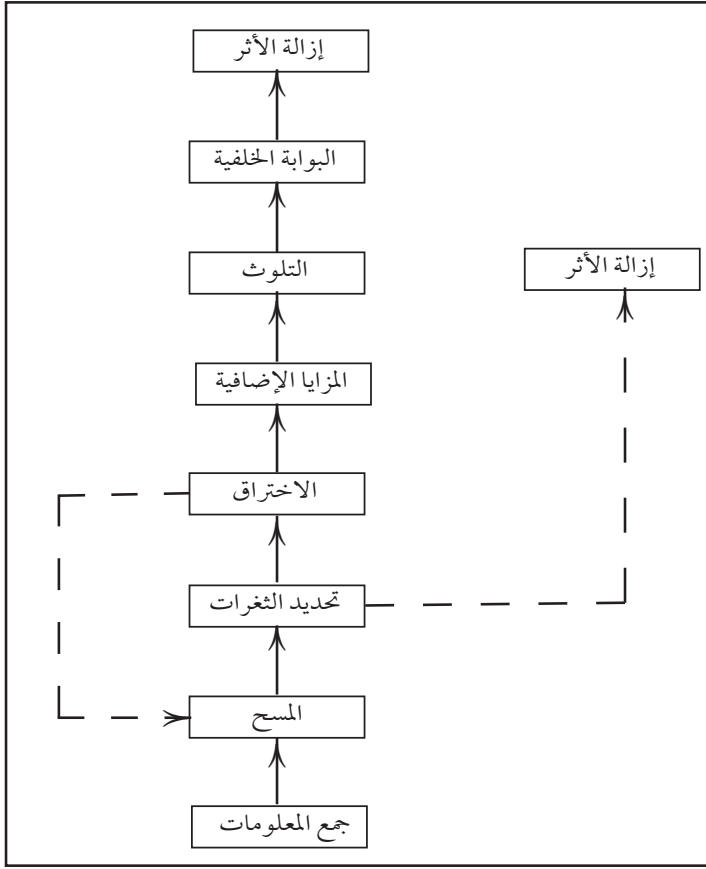 إزالة الأثر
البوابة الخلفية
التلوث
إزالة الأثر
المزايا الإضافية
الاختراق
تحديد الثغرات
المسح
جمع المعلومات